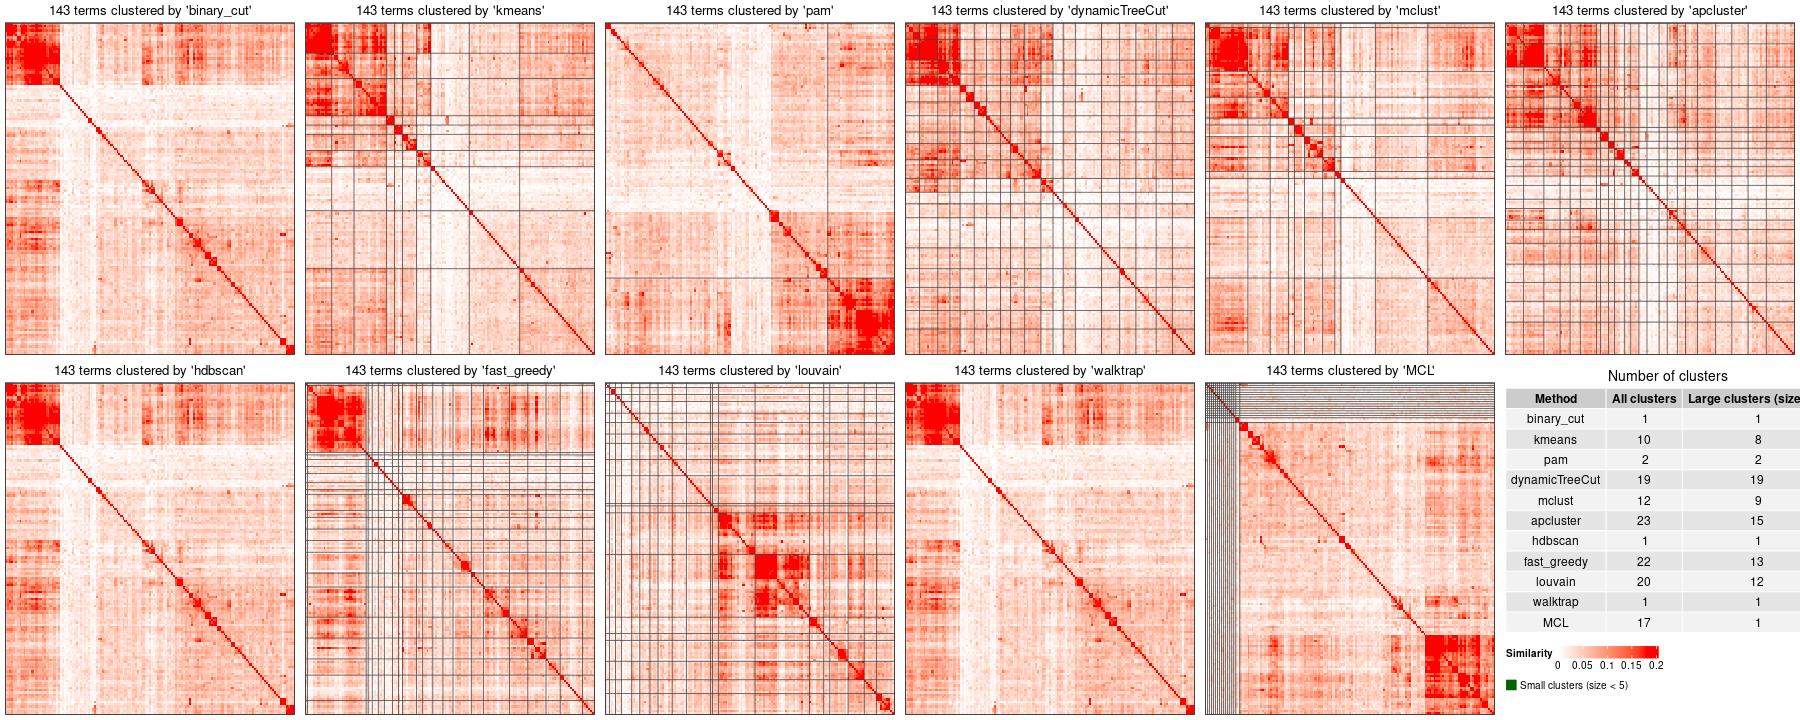 143 terms clustered by 'binary_cut'
143 terms clustered by 'kmeans'
143 terms clustered by 'pam'
143 terms clustered by 'dynamicTreeCut'
143 terms clustered by 'mclust'
143 terms clustered by 'apcluster'
143 terms clustered by 'hdbscan'
143 terms clustered by 'fast_greedy'
143 terms clustered by 'louvain'
143 terms clustered by 'walktrap'
143 terms clustered by 'MCL'
Number of clusters
Method All clusters Large clusters (size
binary_cut 1 1
kmeans 10 8
pam 2 2
dynamicTreeCut 19 19
mclust 12 9
apcluster 23 15
hdbscan 1 1
fast_greedy 22 13
louvain 20 12
walktrap 1 1
MCL 17 1
Similarity
0 0.05 0.1 0.15 0.2
Small clusters (size < 5)